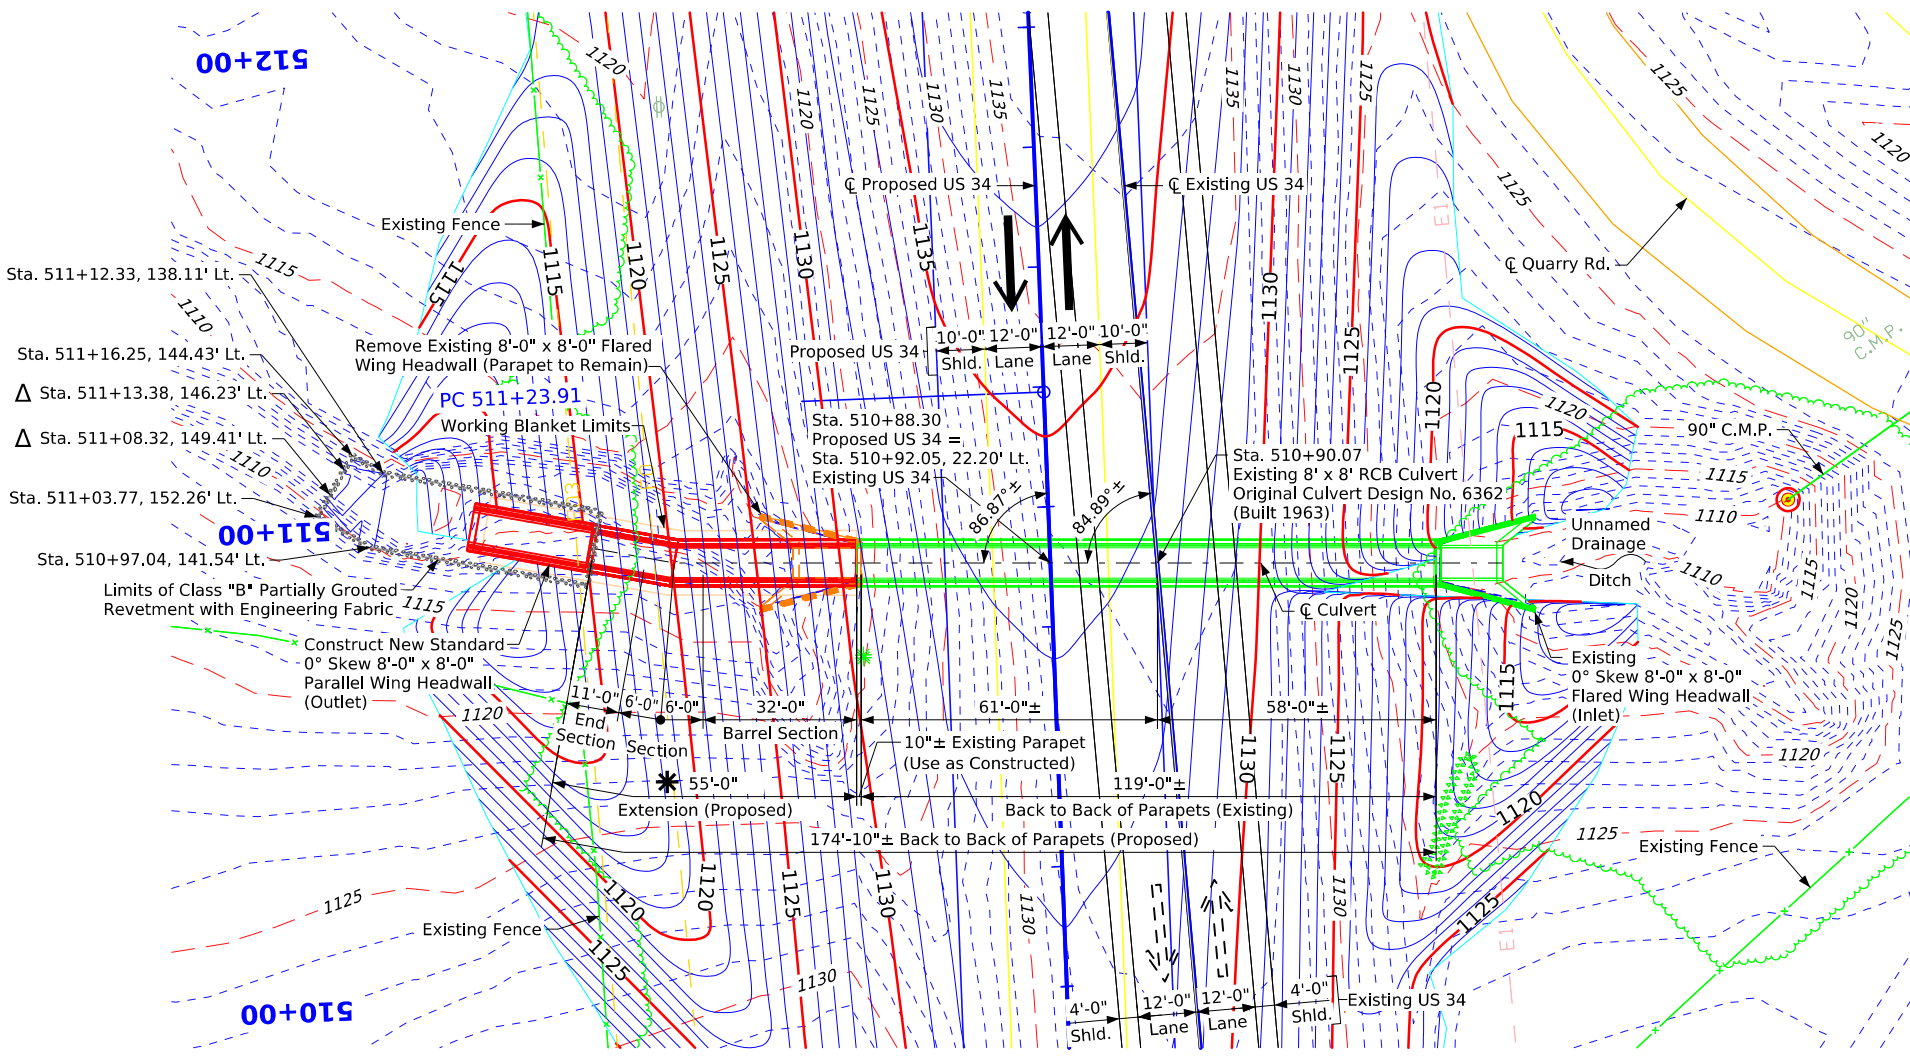 512+00
1120
1120
1125
1130
1135
1135
1130
1125
1125
1120
℄ Proposed US 34
℄ Existing US 34
1125
Existing Fence
E1
1115
1115
1115
1120
1125
1130
1135
℄ Quarry Rd.
Sta. 511+12.33, 138.11' Lt.
1110
1130
90"
C.M.P.
10'-0"
12'-0"
12'-0"
10'-0"
Proposed US 34
Shld.
Lane
Lane
Shld.
1125
Remove Existing 8'-0" x 8'-0" Flared
Wing Headwall (Parapet to Remain)
Sta. 511+16.25, 144.43' Lt.
Δ Sta. 511+13.38, 146.23' Lt.
PC 511+23.91
1120
1120
Working Blanket Limits
Sta. 510+88.30
Proposed US 34 =
Sta. 510+92.05, 22.20' Lt.
Existing US 34
1115
90" C.M.P.
Δ Sta. 511+08.32, 149.41' Lt.
1110
Sta. 510+90.07
Existing 8' x 8' RCB Culvert
Original Culvert Design No. 6362
(Built 1963)
1115
1110
Sta. 511+03.77, 152.26' Lt.
511+00
86.87°±
84.89°±
Unnamed
Drainage
Ditch
Sta. 510+97.04, 141.54' Lt.
1110
1115
1120
1125
Limits of Class "B" Partially Grouted
Revetment with Engineering Fabric
1115
℄ Culvert
Construct New Standard
0° Skew 8'-0" x 8'-0"
Parallel Wing Headwall
(Outlet)
Existing
0° Skew 8'-0" x 8'-0"
Flared Wing Headwall
(Inlet)
1115
11'-0"
6'-0"
6'-0"
32'-0"
61'-0"±
58'-0"±
1120
End
Section
Section
Barrel Section
10"± Existing Parapet
(Use as Constructed)
1130
1125
1120
55'-0"
119'-0"±
Extension (Proposed)
Back to Back of Parapets (Existing)
1120
174'-10"± Back to Back of Parapets (Proposed)
1125
Existing Fence
1125
1120
1120
1125
1130
1130
1130
1125
Existing Fence
1125
E1
1130
510+00
4'-0"
12'-0"
12'-0"
4'-0"
Existing US 34
Shld.
Lane
Lane
Shld.